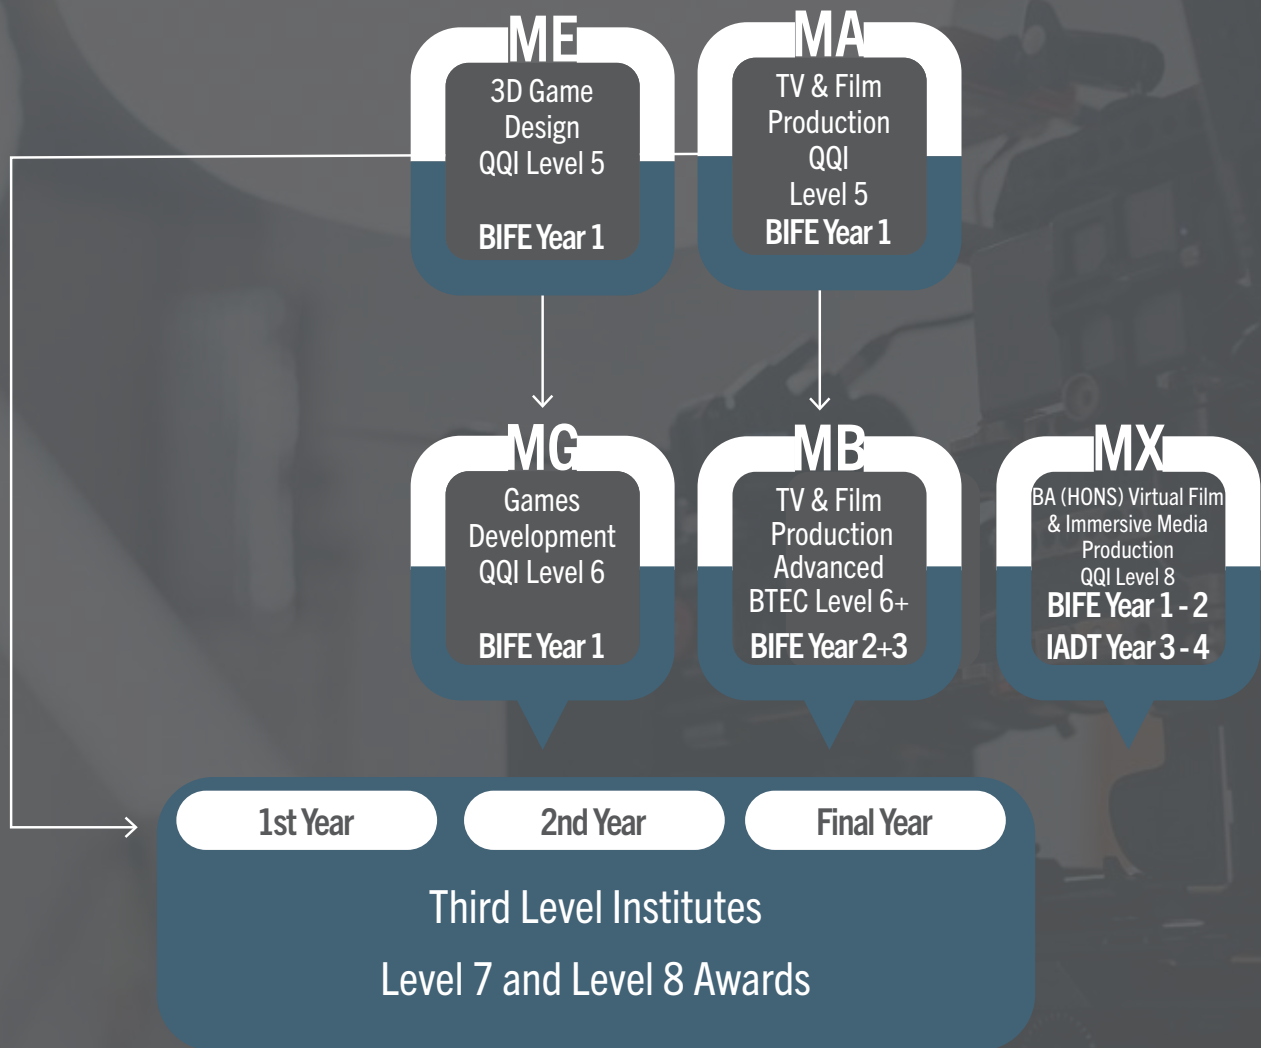 ME
3D Game
Design
QQI Level 5
BIFE Year 1
MA
TV & Film
Production
QQI
Level 5
BIFE Year 1
MG
Games
Development
QQI Level 6
BIFE Year 1
MB
TV & Film
Production
Advanced
BTEC Level 6+
BIFE Year 2+3
MX
BA (HONS) Virtual Film
& Immersive Media
Production
QQI Level 8
BIFE Year 1 - 2
IADT Year 3 - 4
1st Year
2nd Year
Final Year
Third Level Institutes
Level 7 and Level 8 Awards